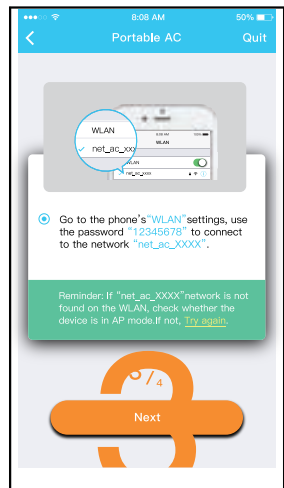 8:08 AM
50%
Portable AC
Quit
WLAN
net_ac_xxx
WLAN
WLAN
net_ac_xxx
Go to the phone's“WLAN”settings, use
the password “12345678” to connect
to the network “net_ac_XXXX”.
Reminder: If “net_ac_XXXX”network is not
found on the WLAN, check whether the
device is in AP mode.If not, Try again.
3/4
Next